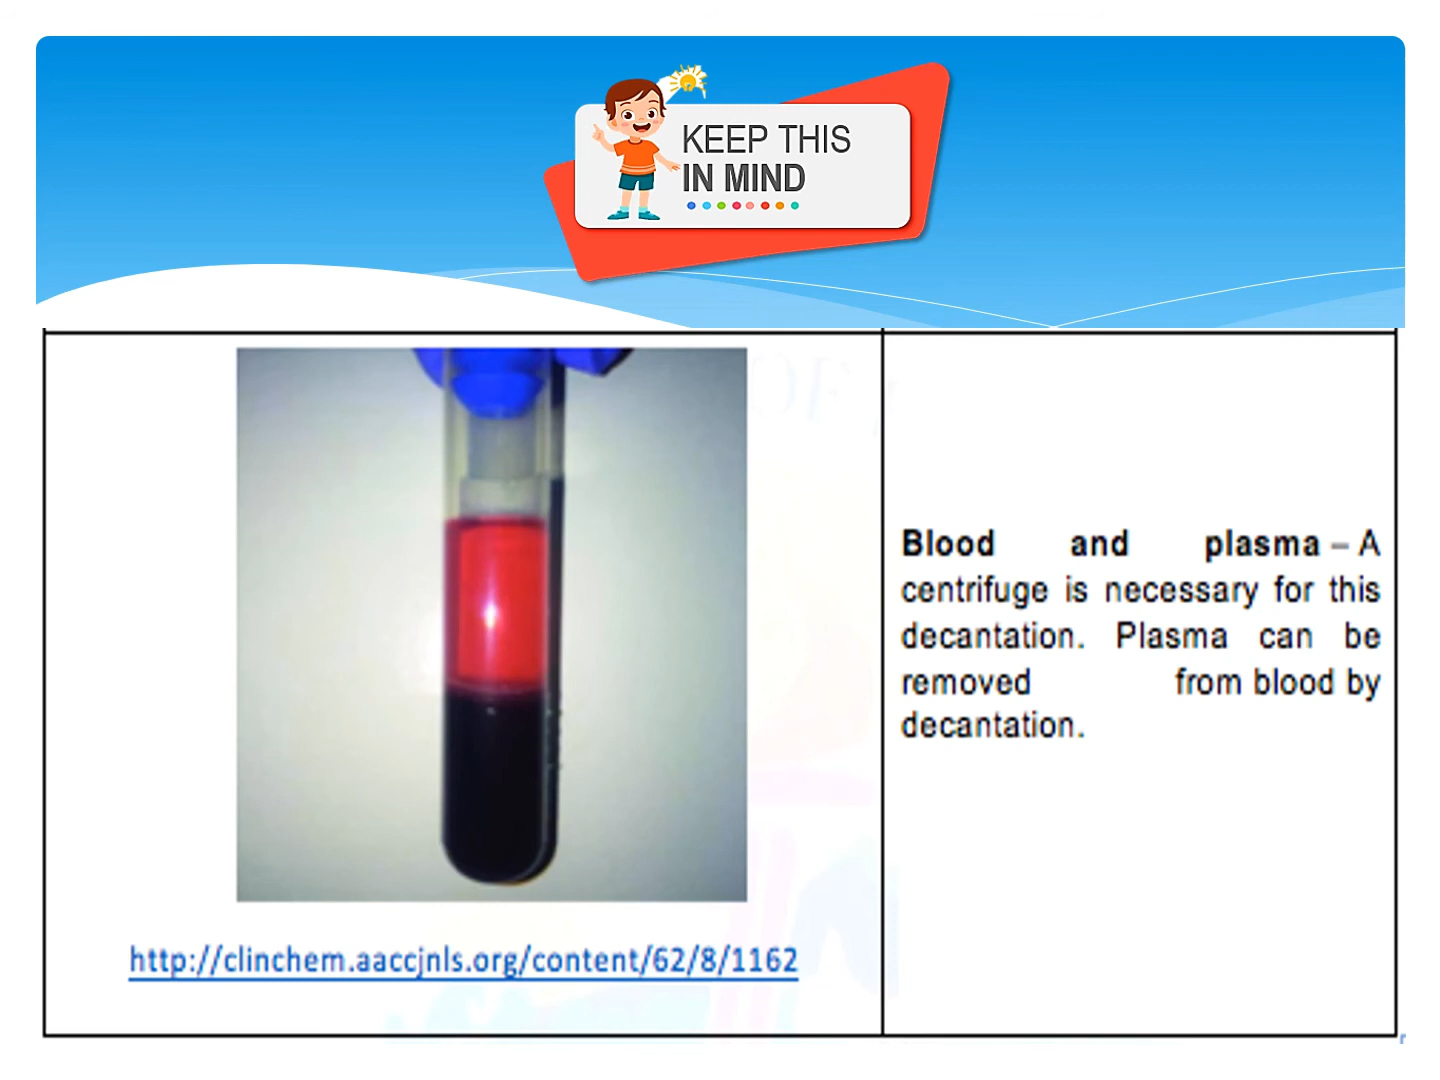 KEEP THIS
IN MIND
Blood and plasma – A
centrifuge is necessary for this
decantation. Plasma can be
removed from blood by
decantation.
http://clinchem.aaccjnls.org/content/62/8/1162